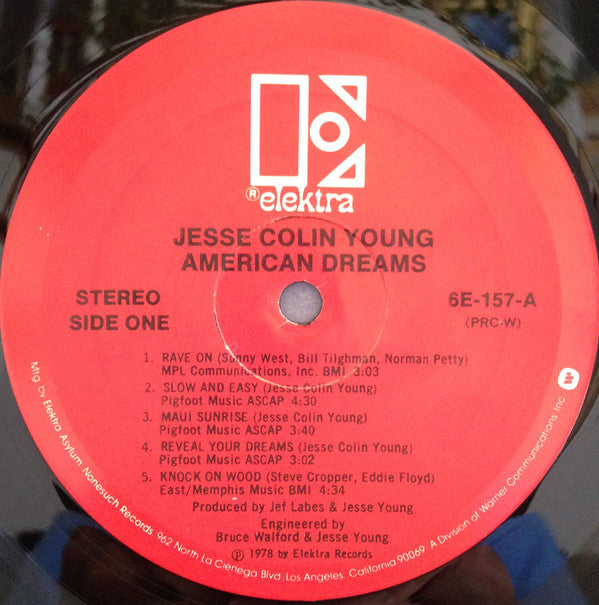 ® elektra
JESSE COLIN YOUNG
AMERICAN DREAMS
STEREO
SIDE ONE
6E-157-A
(PRC-W)
1. RAVE ON (Sunny West, Bill Tilghman, Norman Petty)
MPL Communications, Inc. BMI 3:03
2. SLOW AND EASY (Jesse Colin Young)
Pigfoot Music ASCAP 4:30
3. MAUI SUNRISE (Jesse Colin Young)
Pigfoot Music ASCAP 3:40
4. REVEAL YOUR DREAMS (Jesse Colin Young)
Pigfoot Music ASCAP 3:02
5. KNOCK ON WOOD (Steve Cropper, Eddie Floyd)
East/Memphis Music BMI 4:34
Produced by Jef Labes & Jesse Young
Engineered by
Bruce Walford & Jesse Young
℗ 1978 by Elektra Records
Mfg. by Elektra Asylum Nonesuch Records, 962 North La Cienega Blvd. Los Angeles, California 90069 A Division of Warner Communications Inc.